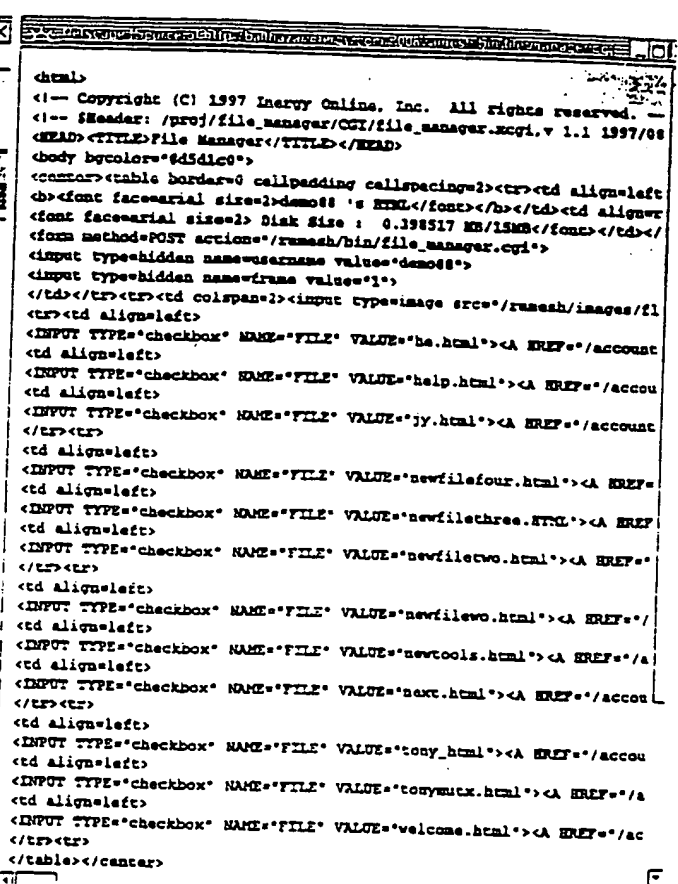 <html>
<!-- Copyright (C) 1997 Inergy Online, Inc.  All rights reserved. --
<!-- $Header: /proj/file_manager/CGI/file_manager.xcgi,v 1.1 1997/08
<HEAD><TITLE>File Manager</TITLE></HEAD>
<body bgcolor="#d5d1c0">
<center><table border=0 cellpadding cellspacing=2><tr><td align=left
<b><font face=arial size=2>demo88 's HTML</font></b></td><td align=r
<font face=arial size=2> Disk Size :  0.398517 MB/15MB</font></td></
<form method=POST action="/ramesh/bin/file_manager.cgi">
<input type=hidden name=username value="demo88">
<input type=hidden name=frame value="1">
</td></tr><tr><td colspan=2><input type=image src="/ramesh/images/fl
<tr><td align=left>
<INPUT TYPE="checkbox" NAME="FILE" VALUE="he.html"><A HREF="/account
<td align=left>
<INPUT TYPE="checkbox" NAME="FILE" VALUE="help.html"><A HREF="/accou
<td align=left>
<INPUT TYPE="checkbox" NAME="FILE" VALUE="jy.html"><A HREF="/account
</tr><tr>
<td align=left>
<INPUT TYPE="checkbox" NAME="FILE" VALUE="newfilefour.html"><A HREF=
<td align=left>
<INPUT TYPE="checkbox" NAME="FILE" VALUE="newfilethree.HTML"><A HREF
<td align=left>
<INPUT TYPE="checkbox" NAME="FILE" VALUE="newfiletwo.html"><A HREF="
</tr><tr>
<td align=left>
<INPUT TYPE="checkbox" NAME="FILE" VALUE="newfilewo.html"><A HREF="/
<td align=left>
<INPUT TYPE="checkbox" NAME="FILE" VALUE="newtools.html"><A HREF="/a
<td align=left>
<INPUT TYPE="checkbox" NAME="FILE" VALUE="next.html"><A HREF="/accou
</tr><tr>
<td align=left>
<INPUT TYPE="checkbox" NAME="FILE" VALUE="tony_html"><A HREF="/accou
<td align=left>
<INPUT TYPE="checkbox" NAME="FILE" VALUE="tonymutx.html"><A HREF="/a
<td align=left>
<INPUT TYPE="checkbox" NAME="FILE" VALUE="welcome.html"><A HREF="/ac
</tr><tr>
</table></center>